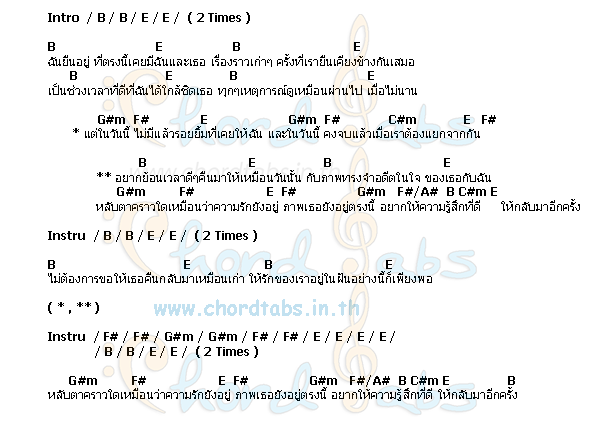 Intro / B / B / E / E / ( 2 Times )
B E B E
ฉันยืนอยู่ ที่ตรงนี้เคยมีฉันและเธอ เรื่องราวเก่าๆ ครั้งที่เรายืนเคียงข้างกันเสมอ
B E B E
เป็นช่วงเวลาที่ดีที่ฉันได้ใกล้ชิดเธอ ทุกๆเหตุการณ์ดูเหมือนผ่านไป เมื่อไม่นาน
G#m F# E G#m F# C#m E F#
* แต่ในวันนี้ ไม่มีแล้วรอยยิ้มที่เคยให้ฉัน และในวันนี้ คงจบแล้วเมื่อเราต้องแยกจากกัน
B E B E
** อยากย้อนเวลาดีๆคืนมาให้เหมือนวันนั้น กับภาพทรงจำอดีตในใจ ของเธอกับฉัน
G#m F# E F# G#m F#/A# B C#m E
หลับตาคราวใดเหมือนว่าความรักยังอยู่ ภาพเธอยังอยู่ตรงนี้ อยากให้ความรู้สึกที่ดี ให้กลับมาอีกครั้ง
Instru / B / B / E / E / ( 2 Times )
B E B E
ไม่ต้องการขอให้เธอคืนกลับมาเหมือนเก่า ให้รักของเราอยู่ในฝันอย่างนี้ก็เพียงพอ
( * , ** )
www.chordtabs.in.th
Instru / F# / F# / G#m / G#m / F# / F# / E / E / E / E /
/ B / B / E / E / ( 2 Times )
G#m F# E F# G#m F#/A# B C#m E B
หลับตาคราวใดเหมือนว่าความรักยังอยู่ ภาพเธอยังอยู่ตรงนี้ อยากให้ความรู้สึกที่ดี ให้กลับมาอีกครั้ง